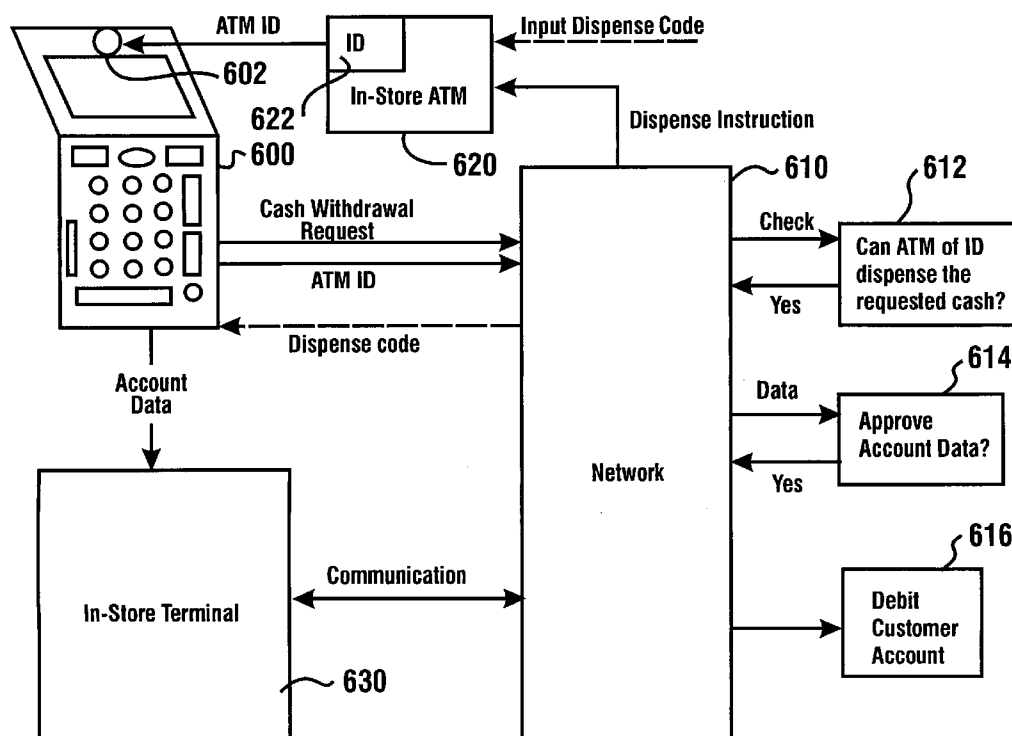 ATM ID
602
ID
622
In-Store ATM
620
Input Dispense Code
Dispense Instruction
600
Cash Withdrawal
Request
ATM ID
Dispense code
Account
Data
610
Network
Check
612
Can ATM of ID
dispense the
requested cash?
Yes
614
Data
Approve
Account Data?
Yes
616
Debit
Customer
Account
Communication
In-Store Terminal
630